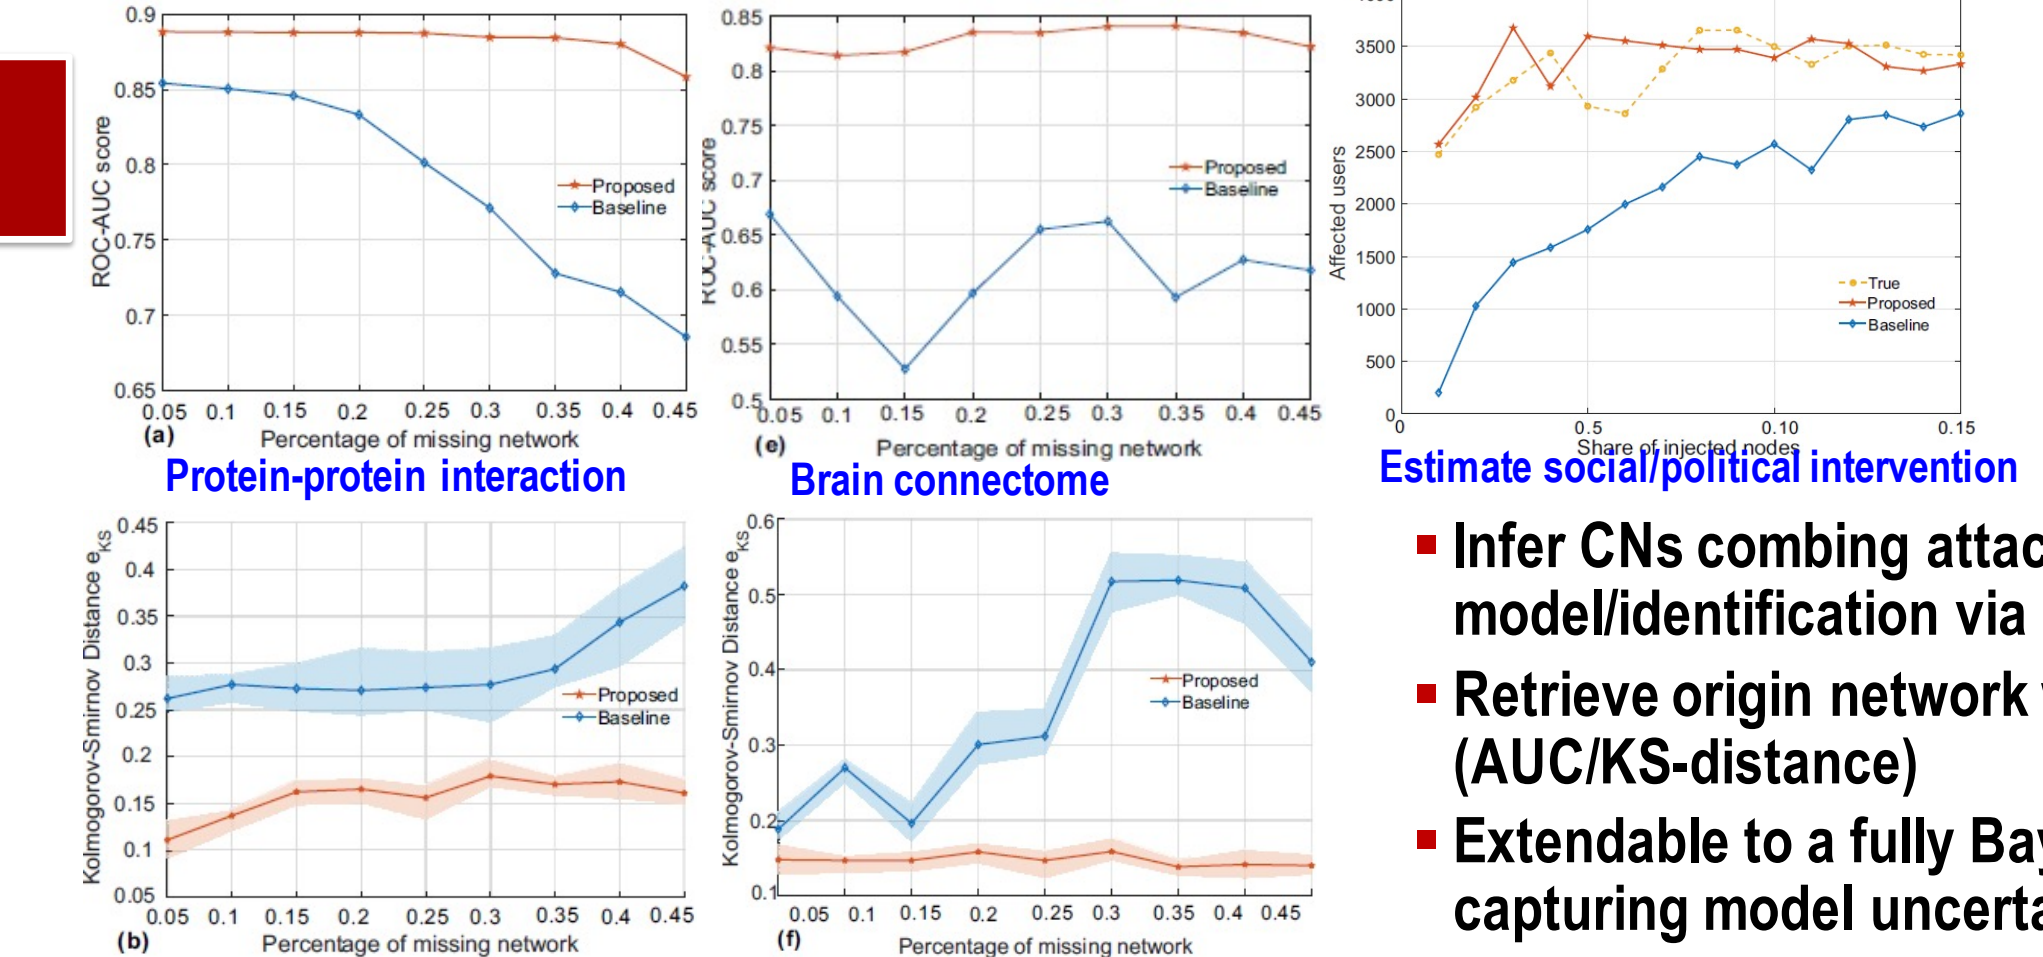 0.9
0.85
0.8
0.75
0.7
0.65
ROC-AUC score
Proposed
Baseline
0.05 0.1 0.15 0.2 0.25 0.3 0.35 0.4 0.45
(a)
Percentage of missing network
Protein-protein interaction
0.85
0.8
0.75
0.7
0.65
0.6
0.55
0.5
ROC-AUC score
Proposed
Baseline
0.05 0.1 0.15 0.2 0.25 0.3 0.35 0.4 0.45
(e)
Percentage of missing network
Brain connectome
3500
3000
2500
2000
1500
1000
500
0
Affected users
True
Proposed
Baseline
0 0.5 0.10 0.15
Share of injected nodes
Estimate social/political intervention
0.45
0.4
0.35
0.3
0.25
0.2
0.15
0.1
0.05
Kolmogorov-Smirnov Distance eKS
Proposed
Baseline
0.05 0.1 0.15 0.2 0.25 0.3 0.35 0.4 0.45
(b)
Percentage of missing network
0.6
0.5
0.4
0.3
0.2
0.1
Kolmogorov-Smirnov Distance eKS
Proposed
Baseline
0.05 0.1 0.15 0.2 0.25 0.3 0.35 0.4 0.45
(f)
Percentage of missing network
Infer CNs combing attac
model/identification via
Retrieve origin network
(AUC/KS-distance)
Extendable to a fully Bay
capturing model uncerta